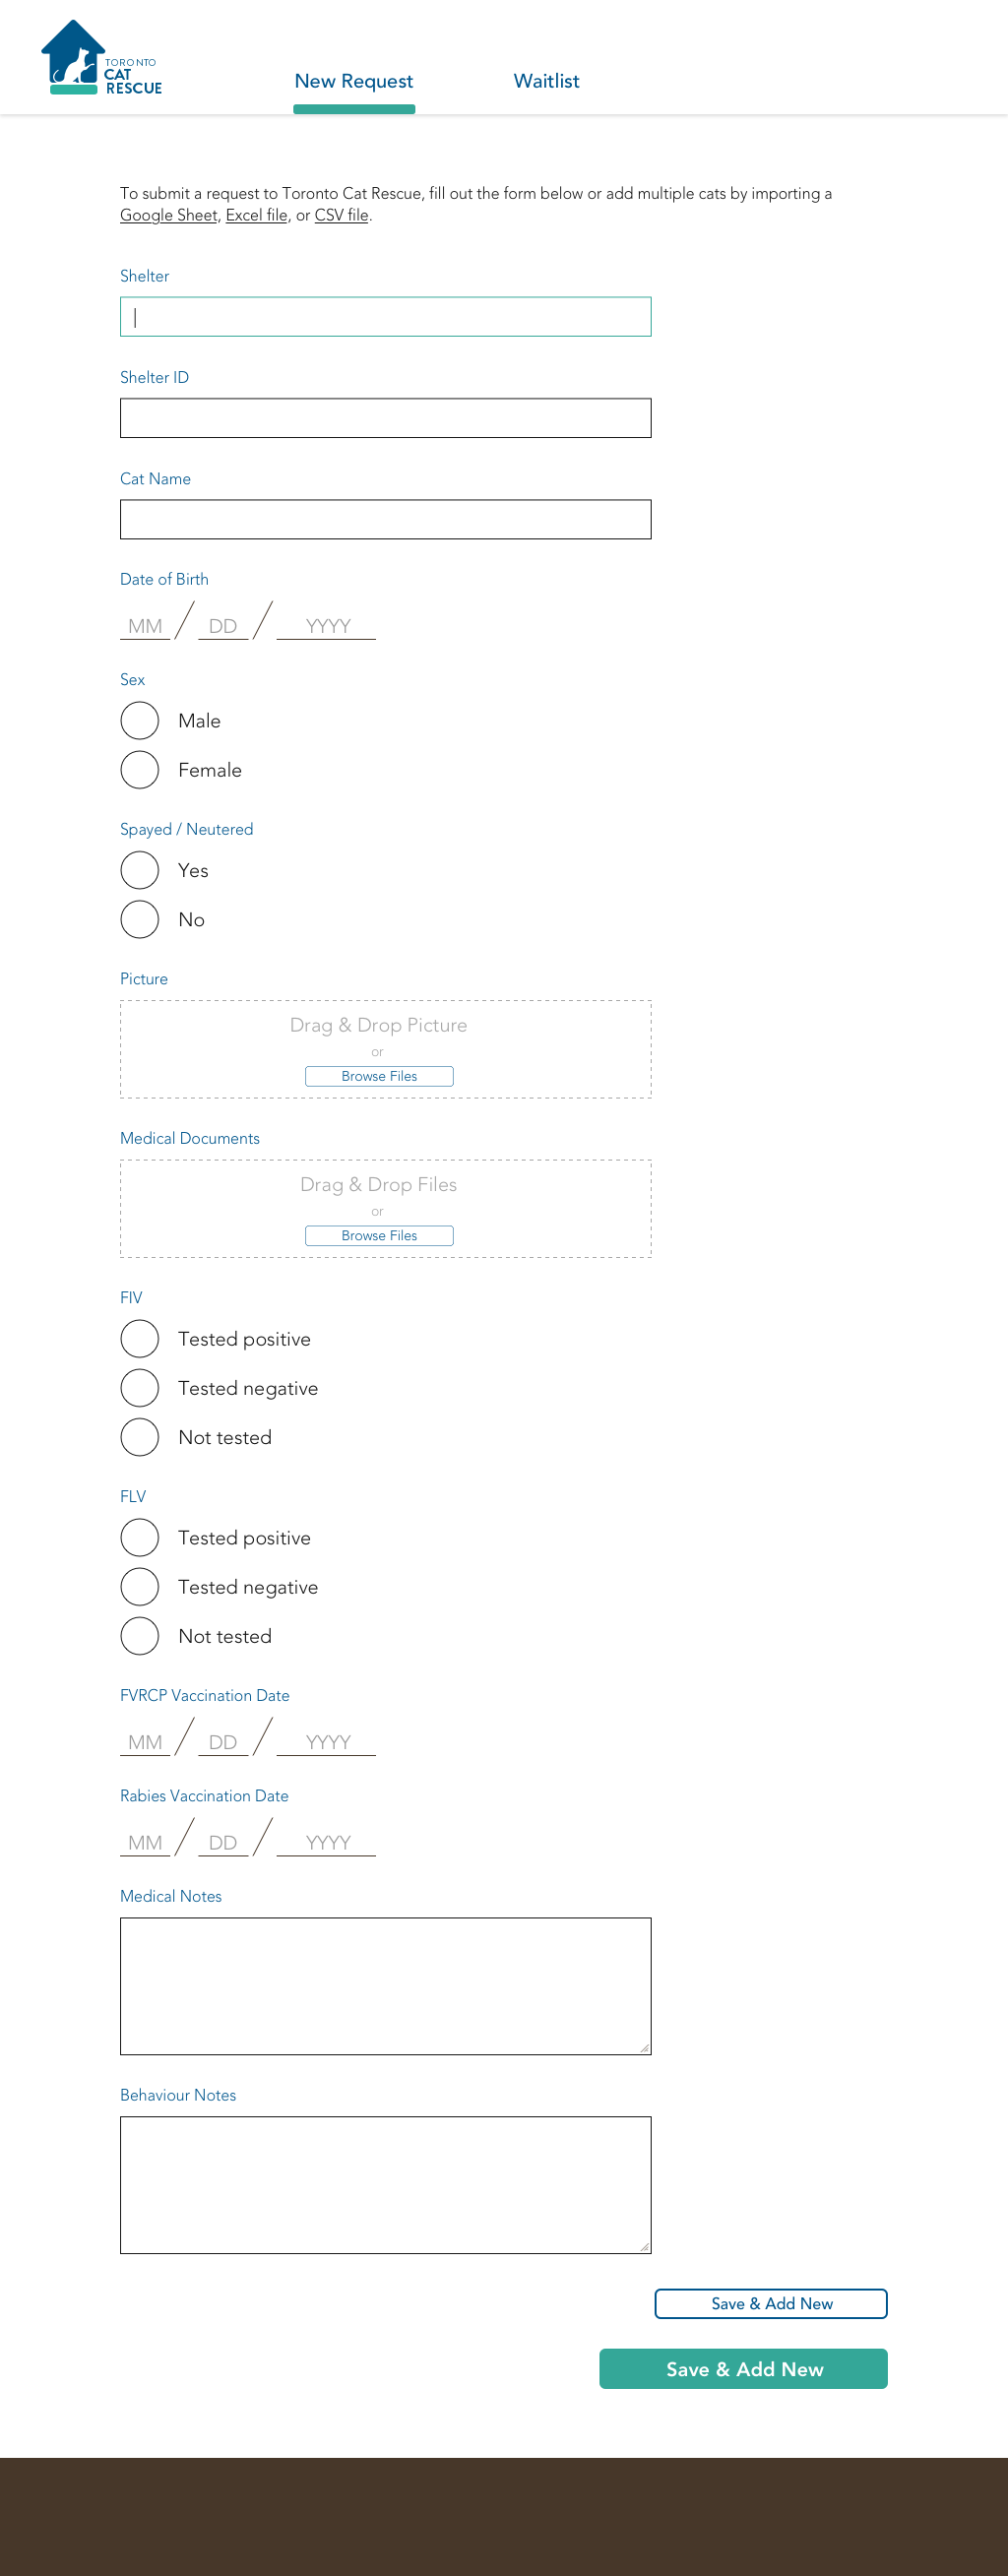 TORONTO
CAT
RESCUE
New Request
Waitlist
To submit a request to Toronto Cat Rescue, fill out the form below or add multiple cats by importing a
Google Sheet, Excel file, or CSV file.
Shelter
Shelter ID
Cat Name
Date of Birth
MM / DD / YYYY
Sex
Male
Female
Spayed / Neutered
Yes
No
Picture
Drag & Drop Picture
or
Browse Files
Medical Documents
Drag & Drop Files
or
Browse Files
FIV
Tested positive
Tested negative
Not tested
FLV
Tested positive
Tested negative
Not tested
FVRCP Vaccination Date
MM / DD / YYYY
Rabies Vaccination Date
MM / DD / YYYY
Medical Notes
Behaviour Notes
Save & Add New
Save & Add New